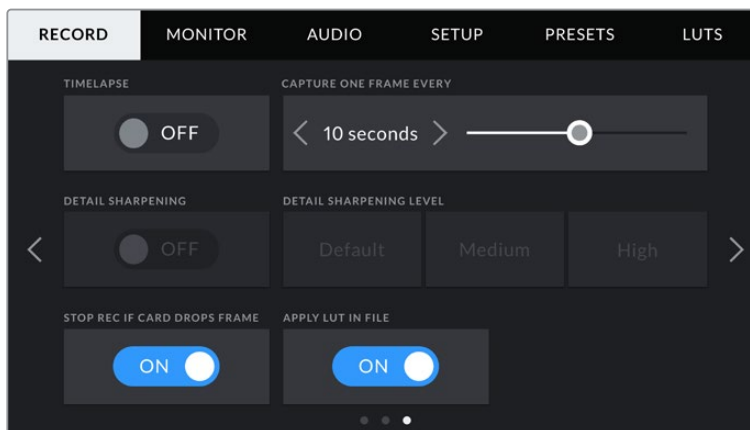 RECORD MONITOR AUDIO SETUP PRESETS LUTS
TIMELAPSE CAPTURE ONE FRAME EVERY
OFF 10 seconds
DETAIL SHARPENING DETAIL SHARPENING LEVEL
OFF Default Medium High
STOP REC IF CARD DROPS FRAME APPLY LUT IN FILE
ON ON